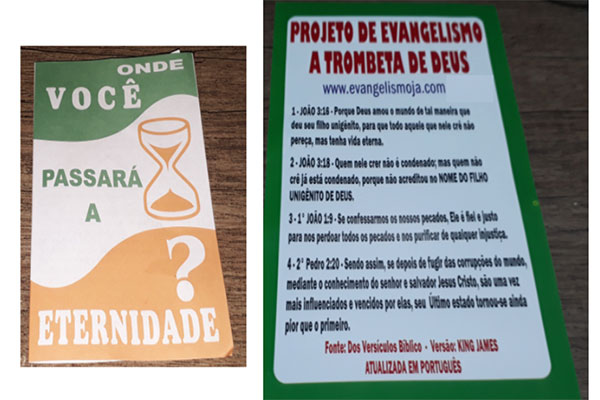 ONDE
VOCÊ
PASSARÁ
A
?
ETERNIDADE
PROJETO DE EVANGELISMO
A TROMBETA DE DEUS
www.evangelismoja.com
1 - JOÃO 3:16 - Porque Deus amou o mundo de tal maneira que
deu seu filho unigênito, para que todo aquele que nele crê não
pereça, mas tenha vida eterna.
2 - JOÃO 3:18 - Quem nele crer não é condenado; mas quem não
crê já está condenado, porque não acreditou no NOME DO FILHO
UNIGÊNITO DE DEUS.
3 - 1° JOÃO 1:9 - Se confessarmos os nossos pecados, Ele é fiel e justo
para nos perdoar todos os pecados e nos purificar de qualquer injustiça.
4 - 2° Pedro 2:20 - Sendo assim, se depois de fugir das corrupções do mundo,
mediante o conhecimento do senhor e salvador Jesus Cristo, são uma vez
mais influenciados e vencidos por elas, seu Último estado tornou-se ainda
pior que o primeiro.
Fonte: Dos Versículos Bíblico - Versão: KING JAMES
ATUALIZADA EM PORTUGUÊS